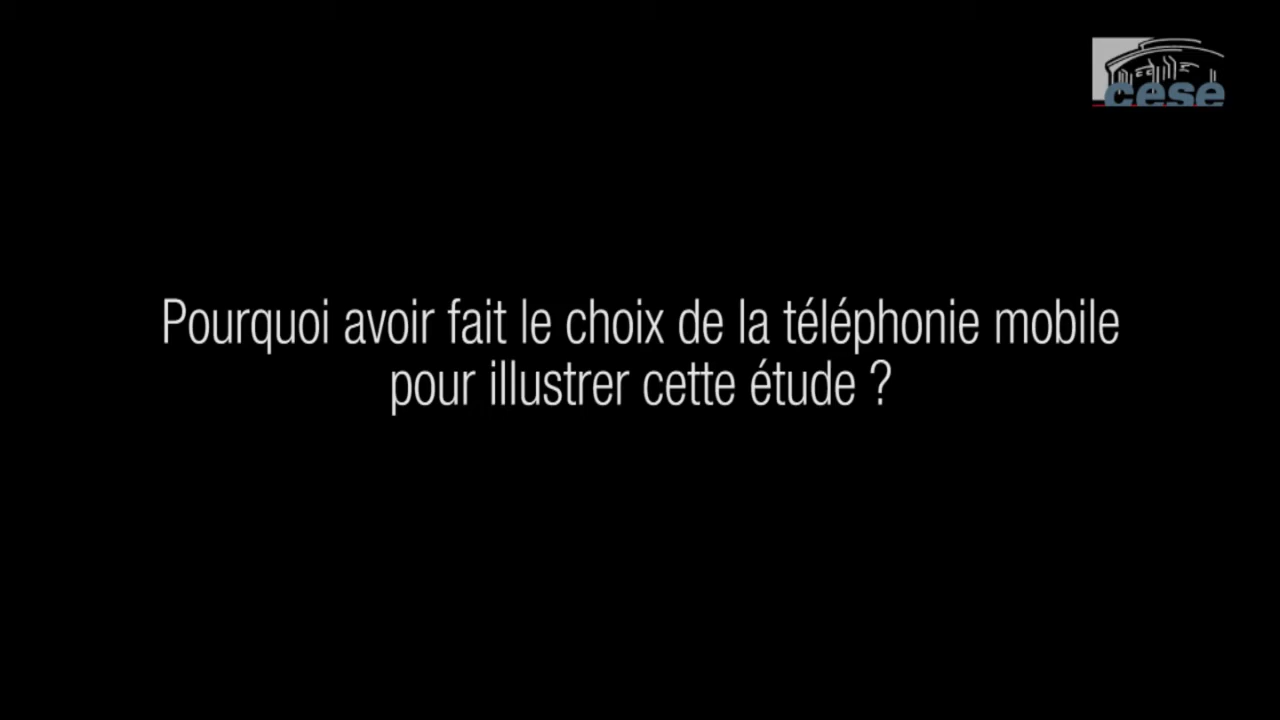 cese
Pourquoi avoir fait le choix de la téléphonie mobile
pour illustrer cette étude ?